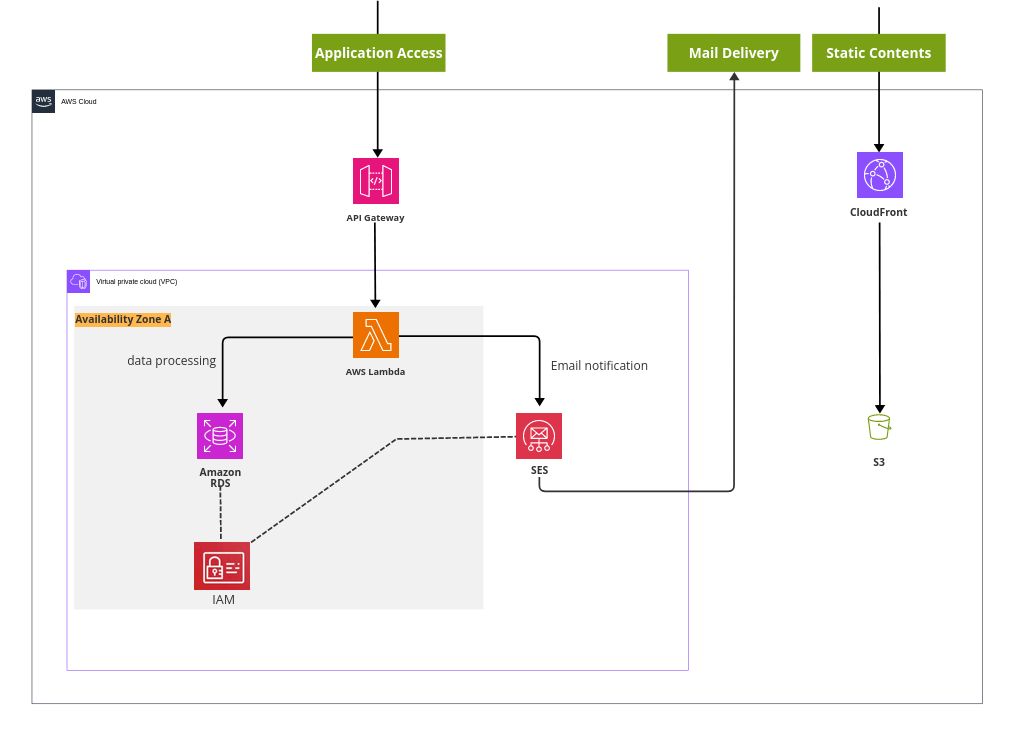 Application Access
Mail Delivery
Static Contents
aws
AWS Cloud
API Gateway
CloudFront
Virtual private cloud (VPC)
Availability Zone A
data processing
AWS Lambda
Email notification
Amazon
RDS
SES
S3
IAM